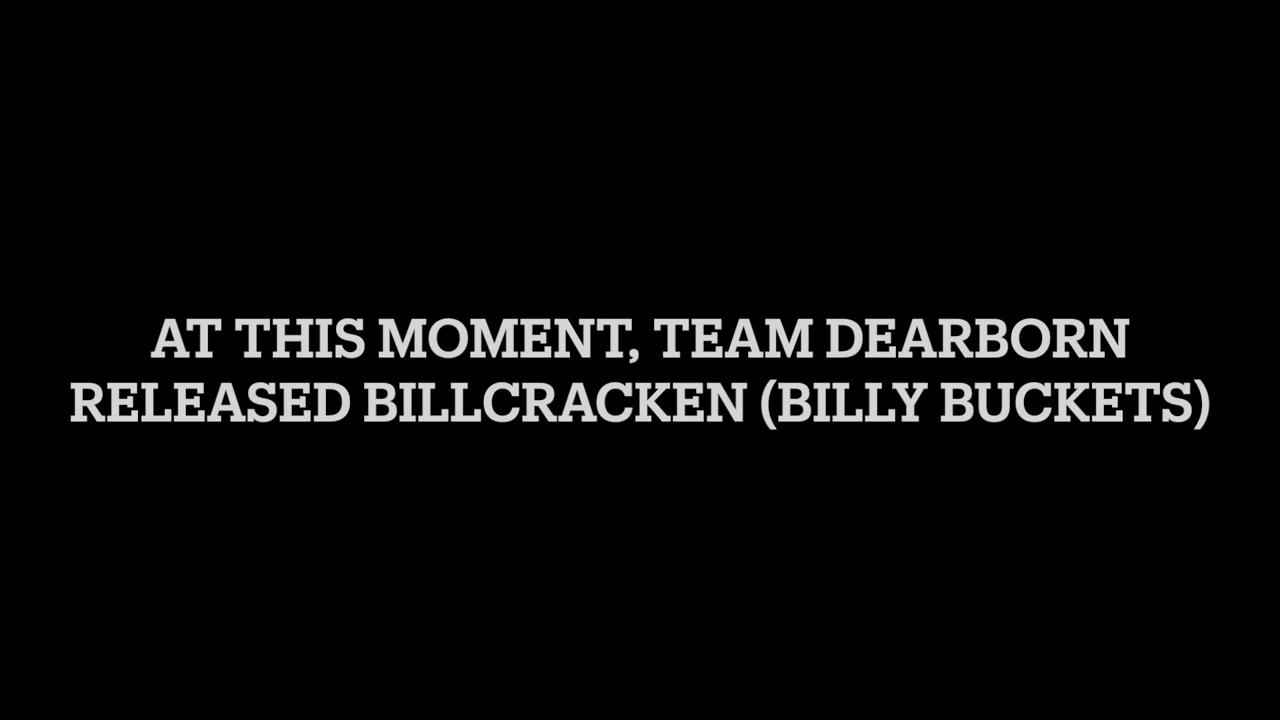 AT THIS MOMENT, TEAM DEARBORN
RELEASED BILLCRACKEN (BILLY BUCKETS)